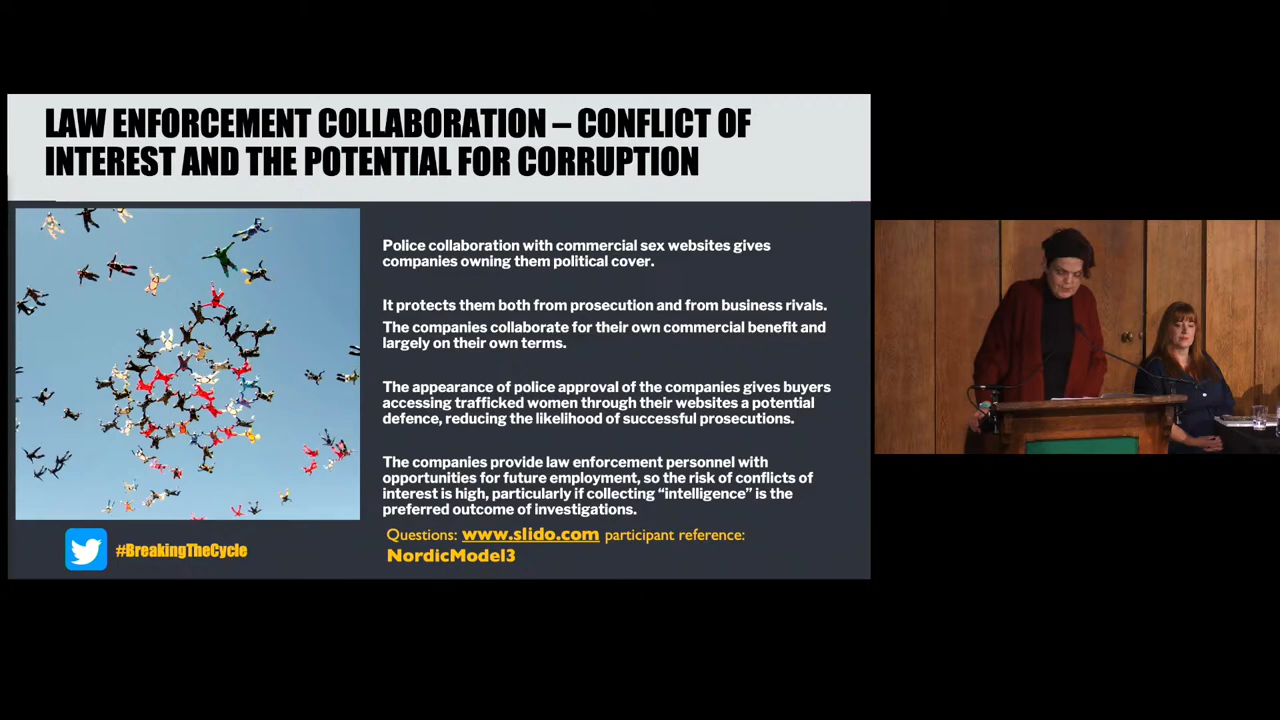 LAW ENFORCEMENT COLLABORATION – CONFLICT OF
INTEREST AND THE POTENTIAL FOR CORRUPTION
Police collaboration with commercial sex websites gives
companies owning them political cover.
It protects them both from prosecution and from business rivals.
The companies collaborate for their own commercial benefit and
largely on their own terms.
The appearance of police approval of the companies gives buyers
accessing trafficked women through their websites a potential
defence, reducing the likelihood of successful prosecutions.
The companies provide law enforcement personnel with
opportunities for future employment, so the risk of conflicts of
interest is high, particularly if collecting “intelligence” is the
preferred outcome of investigations.
Questions: www.slido.com participant reference:
NordicModel3
#BreakingTheCycle